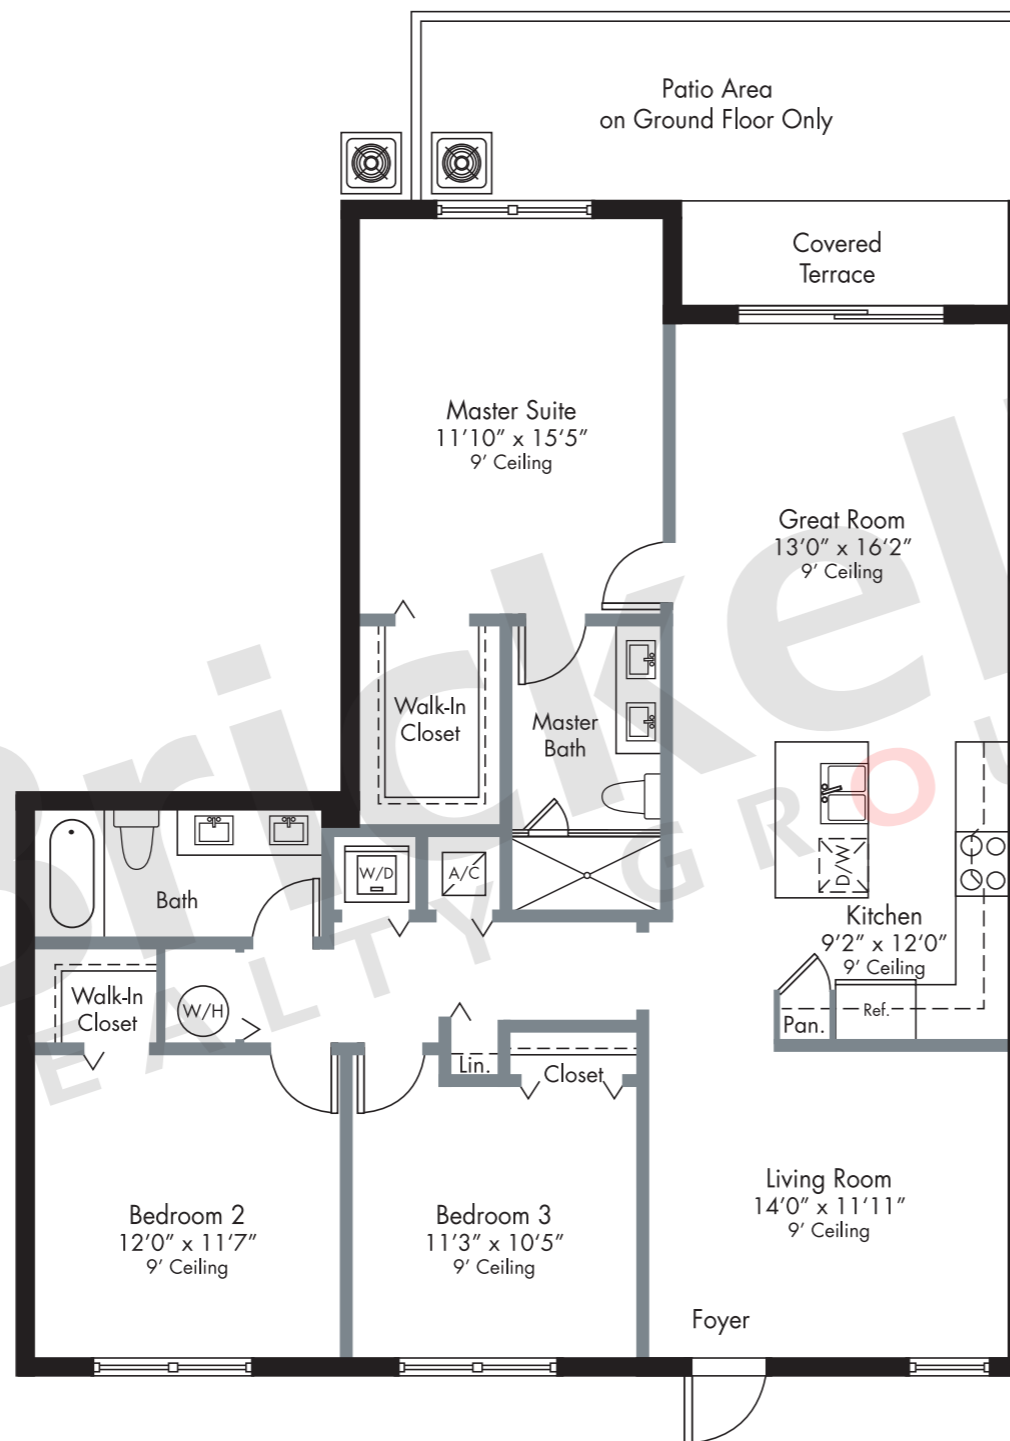 Patio Area
on Ground Floor Only
Covered
Terrace
Master Suite
11'10" x 15'5"
9' Ceiling
Great Room
13'0" x 16'2"
9' Ceiling
Walk-In
Closet
Master
Bath
W/D
A/C
D/W
Bath
Kitchen
9'2" x 12'0"
9' Ceiling
Walk-In
Closet
W/H
Pan.
Ref.
Lin.
Closet
Living Room
14'0" x 11'11"
9' Ceiling
Bedroom 2
12'0" x 11'7"
9' Ceiling
Bedroom 3
11'3" x 10'5"
9' Ceiling
Foyer
Brickel
EALTY GROU